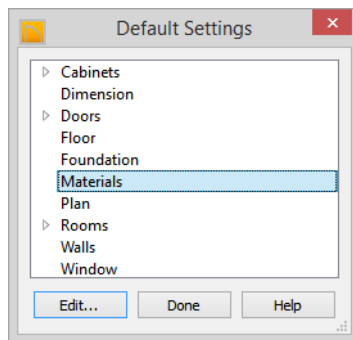 Default Settings
Cabinets
Dimension
Doors
Floor
Foundation
Materials
Plan
Rooms
Walls
Window
Edit... Done Help